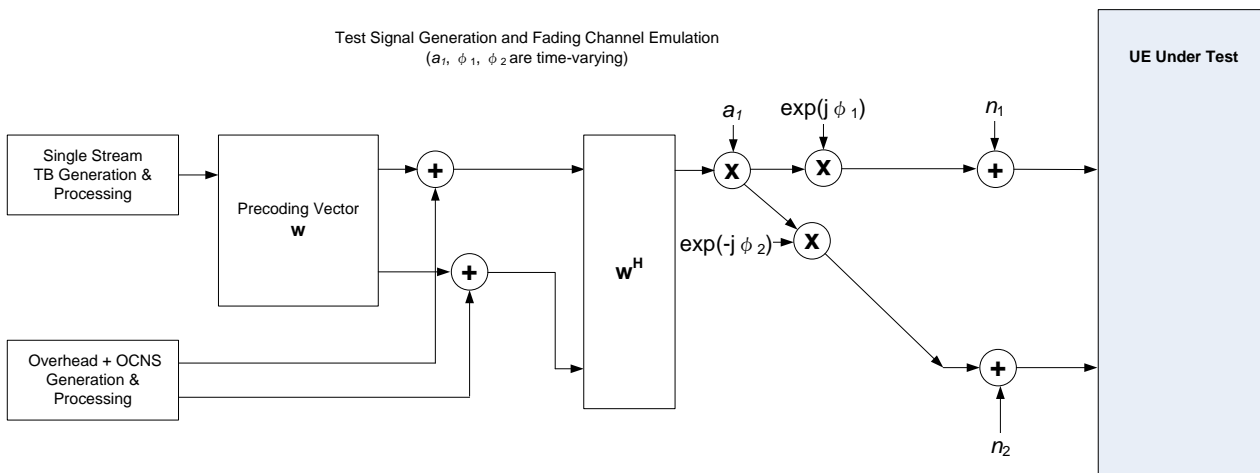 Test Signal Generation and Fading Channel Emulation
(a1, ϕ1, ϕ2 are time-varying)
UE Under Test
Single Stream
TB Generation &
Processing
Precoding Vector
w
+
+
Overhead + OCNS
Generation &
Processing
wH
a1
x
exp(j ϕ1)
x
exp(-j ϕ2)
x
n1
+
+
n2